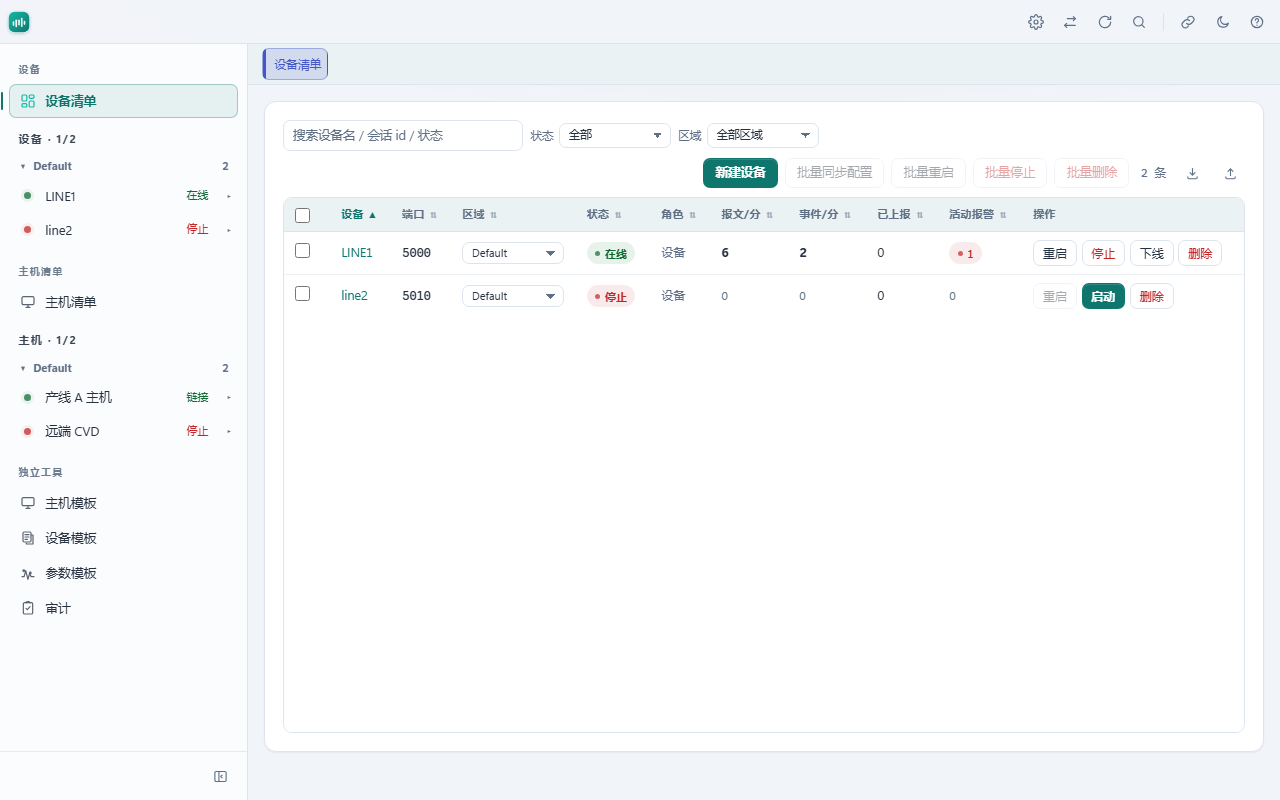 设备
设备清单
设备 · 1/2
Default 2
LINE1 在线
line2 停止
主机清单
主机清单
主机 · 1/2
Default 2
产线 A 主机 链接
远端 CVD 停止
独立工具
主机模板
设备模板
参数模板
审计
设备清单
搜索设备名 / 会话 id / 状态 状态 全部 区域 全部区域
新建设备 批量同步配置 批量重启 批量停止 批量删除 2 条
设备 端口 区域 状态 角色 报文/分 事件/分 已上报 活动报警 操作
LINE1 5000 Default 在线 设备 6 2 0 1 重启 停止 下线 删除
line2 5010 Default 停止 设备 0 0 0 0 重启 启动 删除